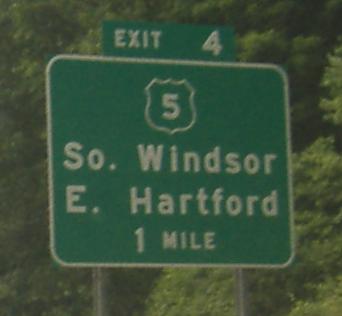 EXIT 4
5
So. Windsor
E. Hartford
1 MILE